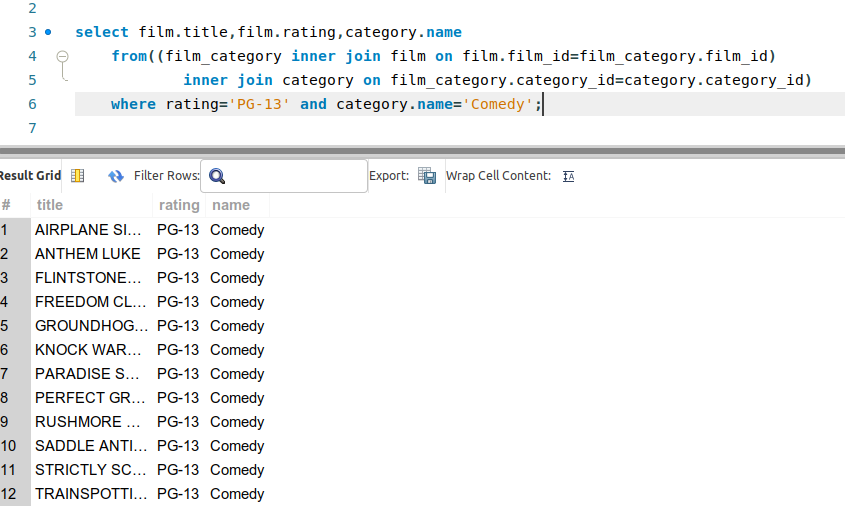 2
3 select film.title,film.rating,category.name
4 from((film_category inner join film on film.film_id=film_category.film_id)
5 inner join category on film_category.category_id=category.category_id)
6 where rating='PG-13' and category.name='Comedy';
7
Result Grid Filter Rows: Export: Wrap Cell Content:
# title rating name
1 AIRPLANE SI... PG-13 Comedy
2 ANTHEM LUKE PG-13 Comedy
3 FLINTSTONE... PG-13 Comedy
4 FREEDOM CL... PG-13 Comedy
5 GROUNDHOG... PG-13 Comedy
6 KNOCK WAR... PG-13 Comedy
7 PARADISE S... PG-13 Comedy
8 PERFECT GR... PG-13 Comedy
9 RUSHMORE ... PG-13 Comedy
10 SADDLE ANTI... PG-13 Comedy
11 STRICTLY SC... PG-13 Comedy
12 TRAINSPOTTI... PG-13 Comedy